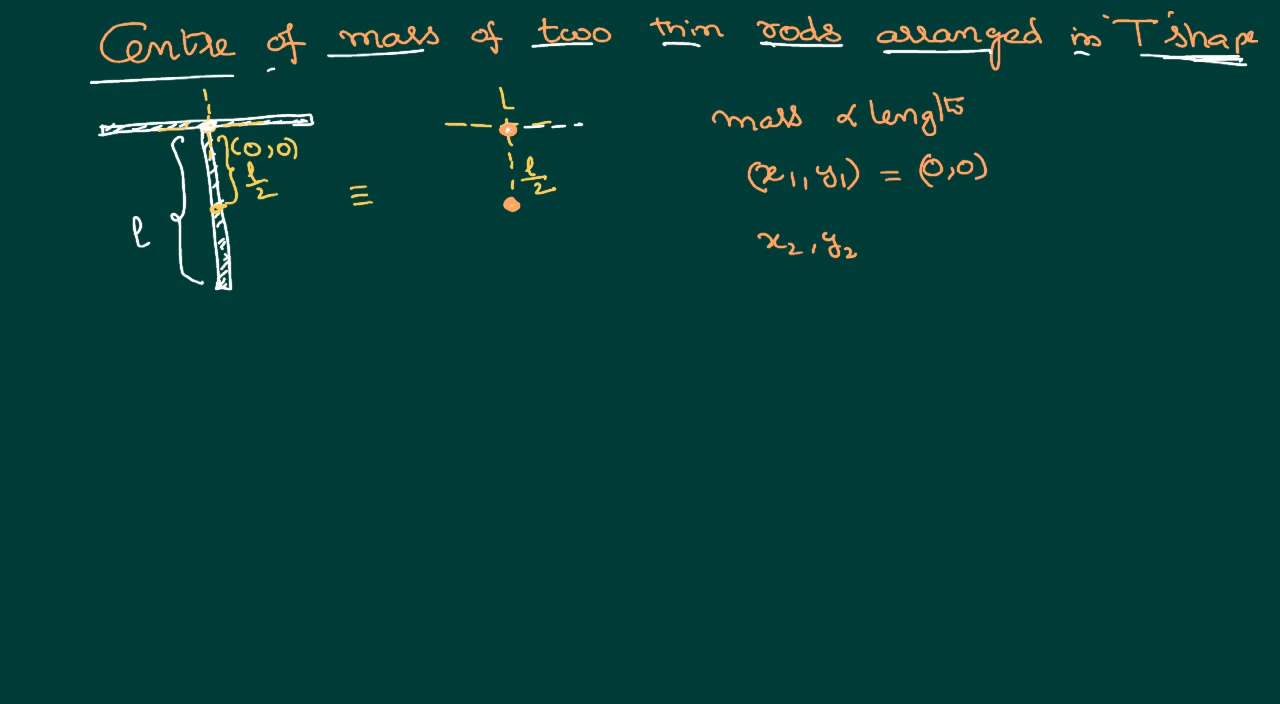 Centre of mass of two thin rods arranged in 'T' shape
L
mass ∝ length
(0,0)
(x₁, y₁) = (0,0)
l/2
≡
l/2
l
x₂, y₂